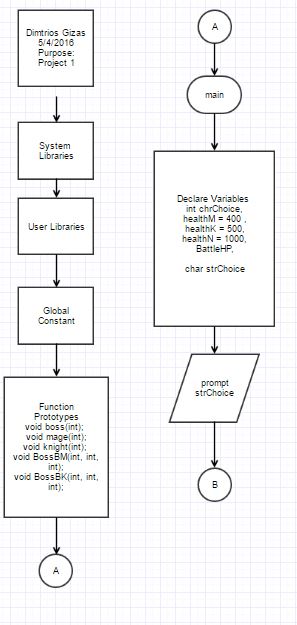 Dimtrios Gizas
5/4/2016
Purpose:
Project 1
System
Libraries
User Libraries
Global
Constant
Function
Prototypes
void boss(int);
void mage(int);
void knight(int);
void BossBM(int, int,
int);
void BossBK(int, int,
int);
A
A
main
Declare Variables
int chrChoice,
healthM = 400 ,
healthK = 500,
healthN = 1000,
BattleHP,
char strChoice
prompt
strChoice
B